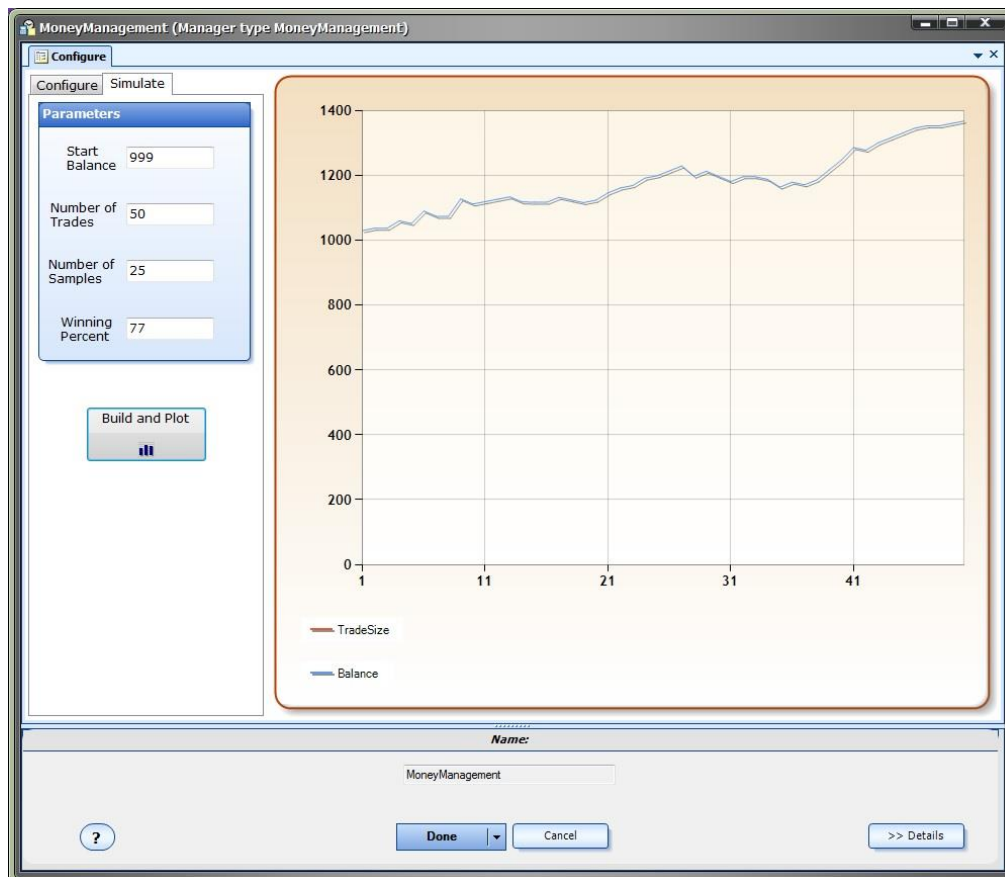 MoneyManagement (Manager type MoneyManagement)
Configure
Configure
Simulate
Parameters
Start
Balance
999
Number of
Trades
50
Number of
Samples
25
Winning
Percent
77
Build and Plot
1400
1200
1000
800
600
400
200
0
1
11
21
31
41
TradeSize
Balance
Name:
MoneyManagement
?
Done
Cancel
>> Details